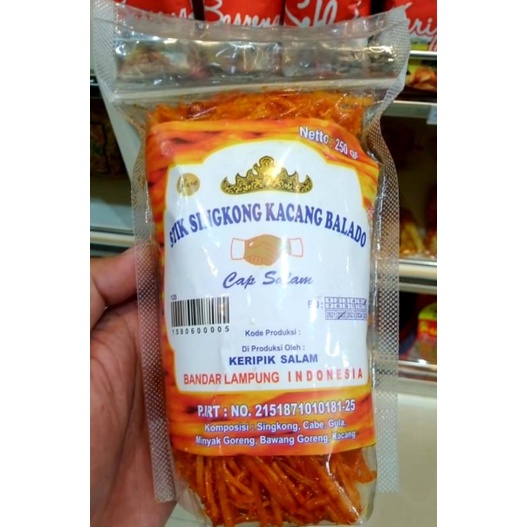 Netto : 250 gr
STIK SINGKONG KACANG BALADO
Cap Salam
1580600005
Kode Produksi :
Di Produksi Oleh :
KERIPIK SALAM
BANDAR LAMPUNG INDONESIA
P.IRT : NO. 2151871010181-25
Komposisi : Singkong, Cabe, Gula,
Minyak Goreng, Bawang Goreng, Kacang